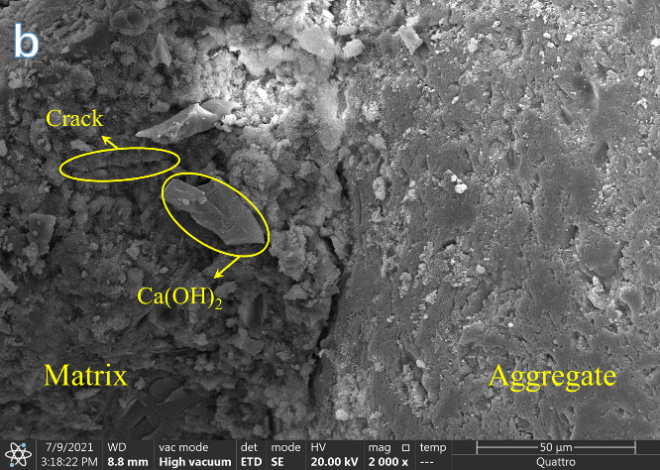 b
Crack
Ca(OH)₂
Matrix
Aggregate
7/9/2021 WD vac mode det mode HV mag □ temp 50 µm
3:18:22 PM 8.8 mm High vacuum ETD SE 20.00 kV 2 000 x --- Quattro